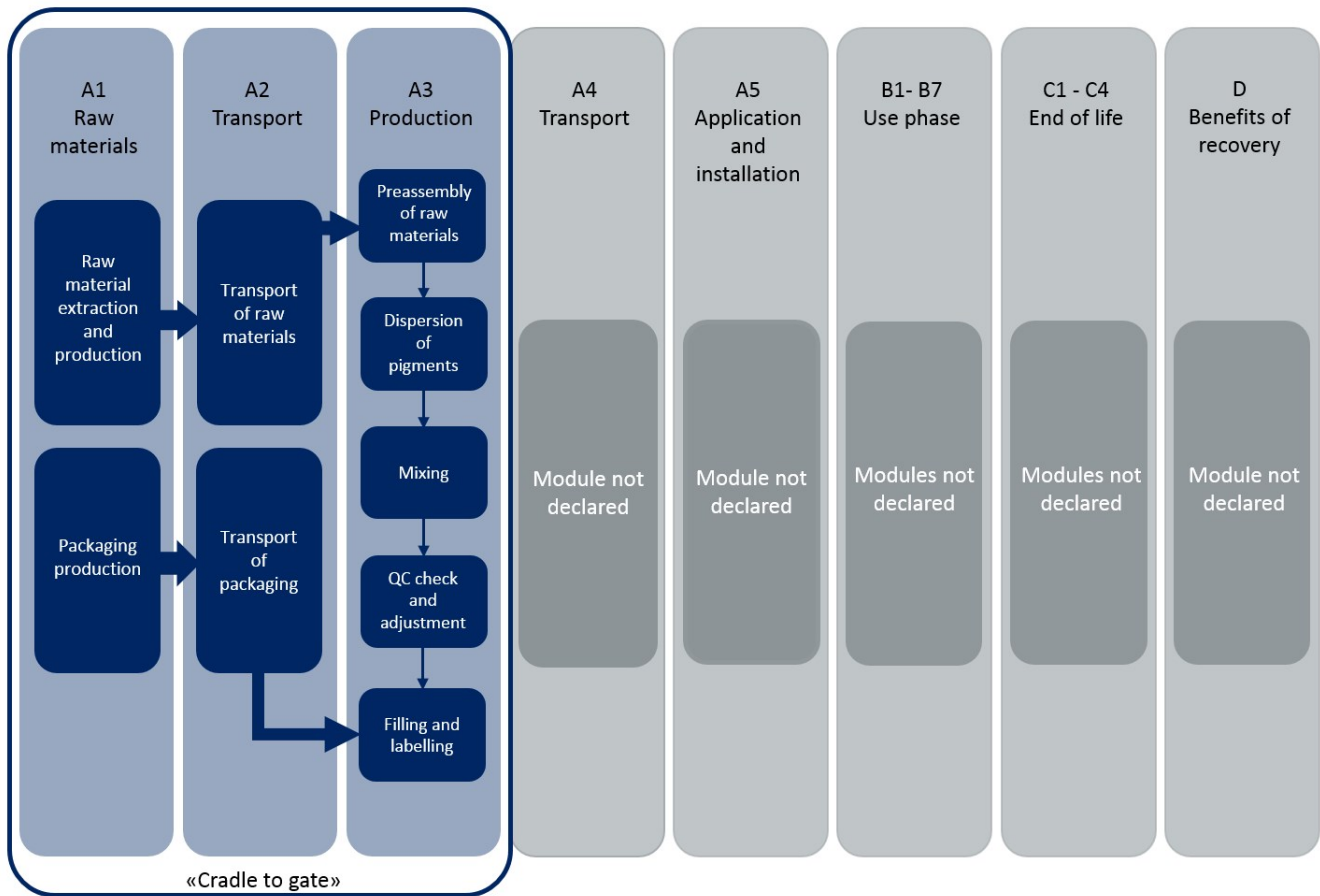 A1
Raw
materials
A2
Transport
A3
Production
A4
Transport
A5
Application
and
installation
B1- B7
Use phase
C1 - C4
End of life
D
Benefits of
recovery
Raw
material
extraction
and
production
Transport
of raw
materials
Preassembly
of raw
materials
Dispersion
of
pigments
Mixing
Packaging
production
Transport
of
packaging
QC check
and
adjustment
Filling and
labelling
Module not
declared
Module not
declared
Modules not
declared
Modules not
declared
Module not
declared
«Cradle to gate»